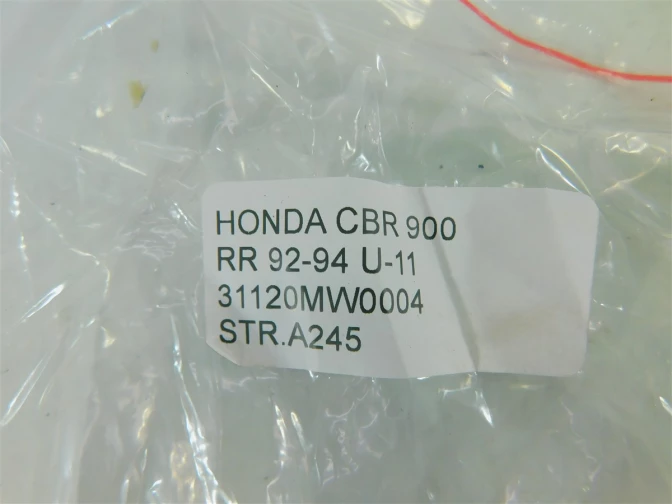 HONDA CBR 900
RR 92-94 U-11
31120MW0004
STR.A245